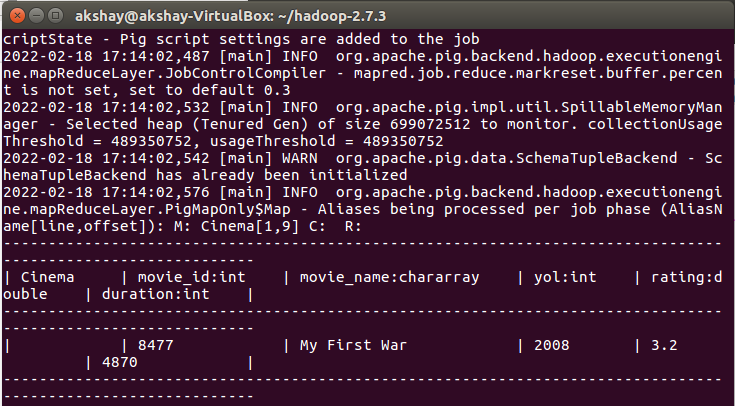 akshay@akshay-VirtualBox: ~/hadoop-2.7.3
criptState - Pig script settings are added to the job
2022-02-18 17:14:02,487 [main] INFO  org.apache.pig.backend.hadoop.executionengi
ne.mapReduceLayer.JobControlCompiler - mapred.job.reduce.markreset.buffer.percen
t is not set, set to default 0.3
2022-02-18 17:14:02,532 [main] INFO  org.apache.pig.impl.util.SpillableMemoryMan
ager - Selected heap (Tenured Gen) of size 699072512 to monitor. collectionUsage
Threshold = 489350752, usageThreshold = 489350752
2022-02-18 17:14:02,542 [main] WARN  org.apache.pig.data.SchemaTupleBackend - Sc
hemaTupleBackend has already been initialized
2022-02-18 17:14:02,576 [main] INFO  org.apache.pig.backend.hadoop.executionengi
ne.mapReduceLayer.PigMapOnly$Map - Aliases being processed per job phase (AliasN
ame[line,offset]): M: Cinema[1,9] C:  R:
--------------------------------------------------------------------------------
----------------------------
| Cinema     | movie_id:int    | movie_name:chararray    | yol:int    | rating:d
ouble    | duration:int    |
--------------------------------------------------------------------------------
----------------------------
|            | 8477            | My First War            | 2008       | 3.2
         | 4870            |
--------------------------------------------------------------------------------
----------------------------